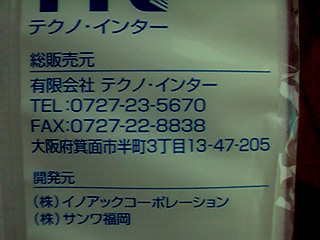 テクノ・インター
総販売元
有限会社 テクノ・インター
TEL:0727-23-5670
FAX:0727-22-8838
大阪府箕面市半町3丁目13-47-205
開発元
(株)イノアックコーポレーション
(株)サンワ福岡